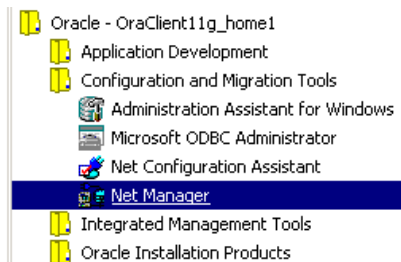 Oracle - OraClient11g_home1
Application Development
Configuration and Migration Tools
Administration Assistant for Windows
Microsoft ODBC Administrator
Net Configuration Assistant
Net Manager
Integrated Management Tools
Oracle Installation Products